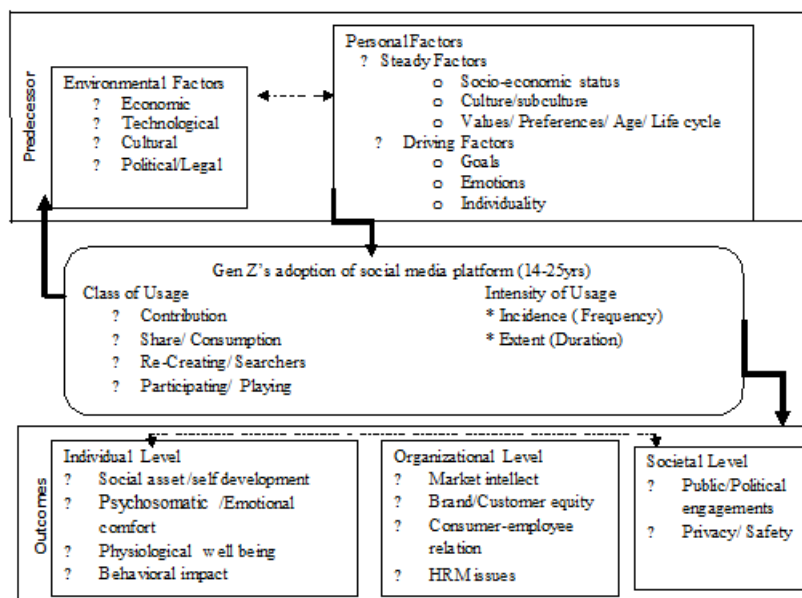 Predecessor
Environmental Factors
? Economic
? Technological
? Cultural
? Political/Legal
Personal Factors
? Steady Factors
o Socio-economic status
o Culture/subculture
o Values/ Preferences/ Age/ Life cycle
? Driving Factors
o Goals
o Emotions
o Individuality
Gen Z's adoption of social media platform (14-25yrs)
Class of Usage
? Contribution
? Share/ Consumption
? Re-Creating/ Searchers
? Participating/ Playing
Intensity of Usage
* Incidence (Frequency)
* Extent (Duration)
Outcomes
Individual Level
? Social asset /self development
? Psychosomatic /Emotional
comfort
? Physiological well being
? Behavioral impact
Organizational Level
? Market intellect
? Brand/Customer equity
? Consumer-employee
relation
? HRM issues
Societal Level
? Public/Political
engagements
? Privacy/ Safety